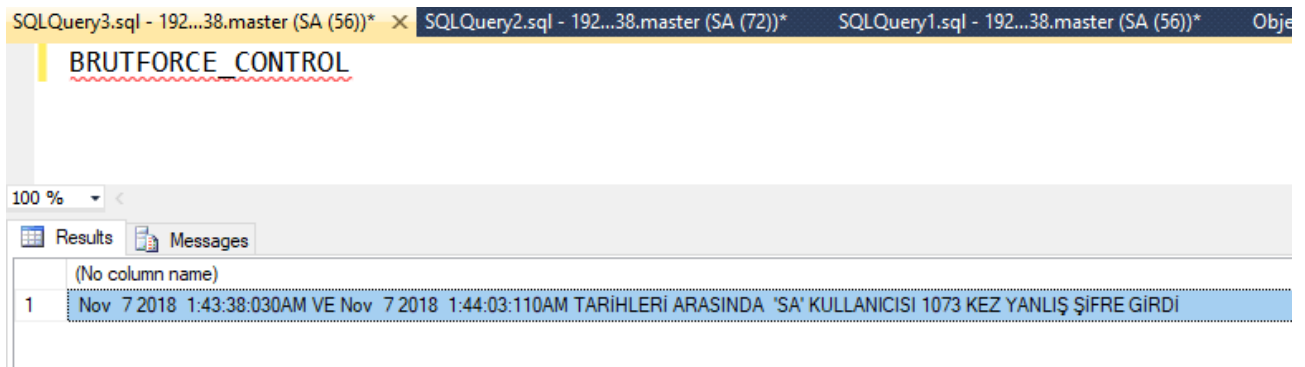 SQLQuery3.sql - 192...38.master (SA (56))* SQLQuery2.sql - 192...38.master (SA (72))* SQLQuery1.sql - 192...38.master (SA (56))* Obje
BRUTFORCE_CONTROL
100 %
Results Messages
(No column name)
1 Nov 7 2018 1:43:38:030AM VE Nov 7 2018 1:44:03:110AM TARİHLERİ ARASINDA 'SA' KULLANICISI 1073 KEZ YANLIŞ ŞİFRE GİRDİ